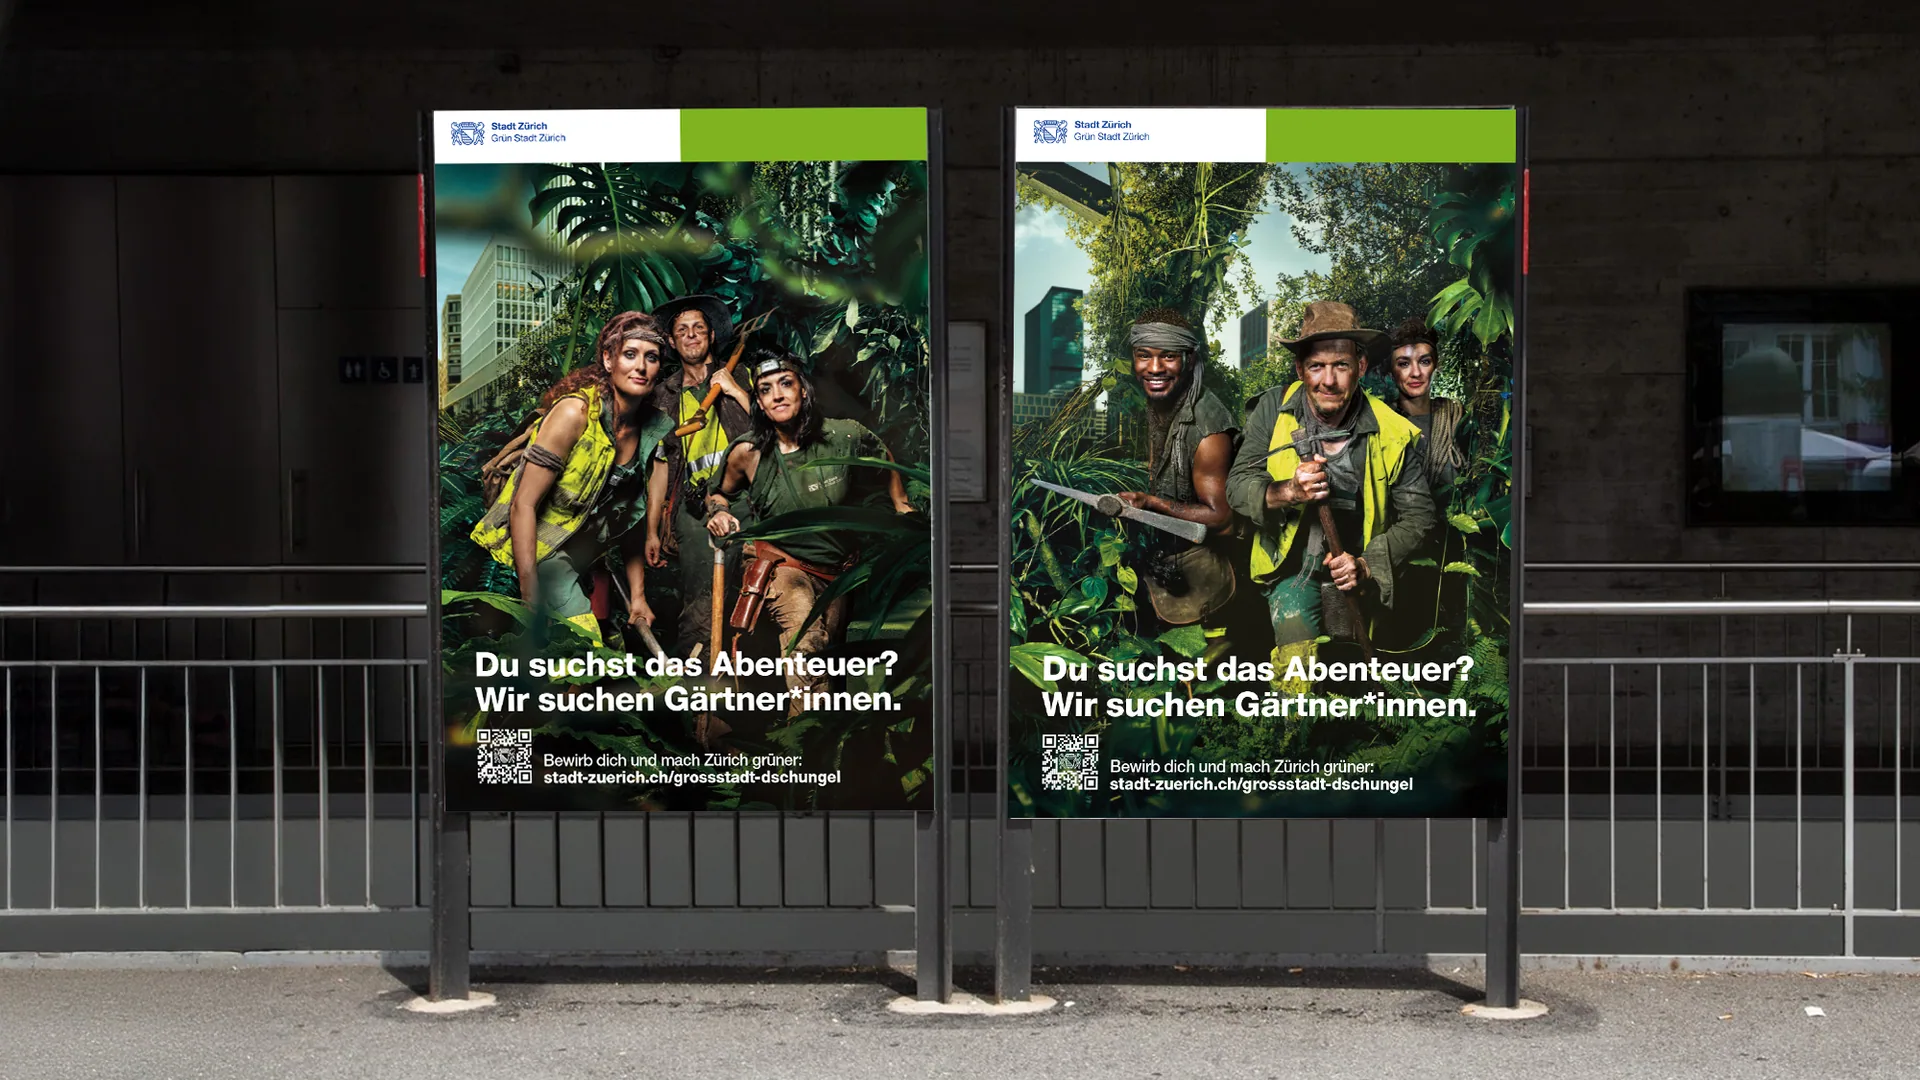 Stadt Zürich
Grün Stadt Zürich
Du suchst das Abenteuer?
Wir suchen Gärtner*innen.
Bewirb dich und mach Zürich grüner:
stadt-zuerich.ch/grossstadt-dschungel
Stadt Zürich
Grün Stadt Zürich
Du suchst das Abenteuer?
Wir suchen Gärtner*innen.
Bewirb dich und mach Zürich grüner:
stadt-zuerich.ch/grossstadt-dschungel